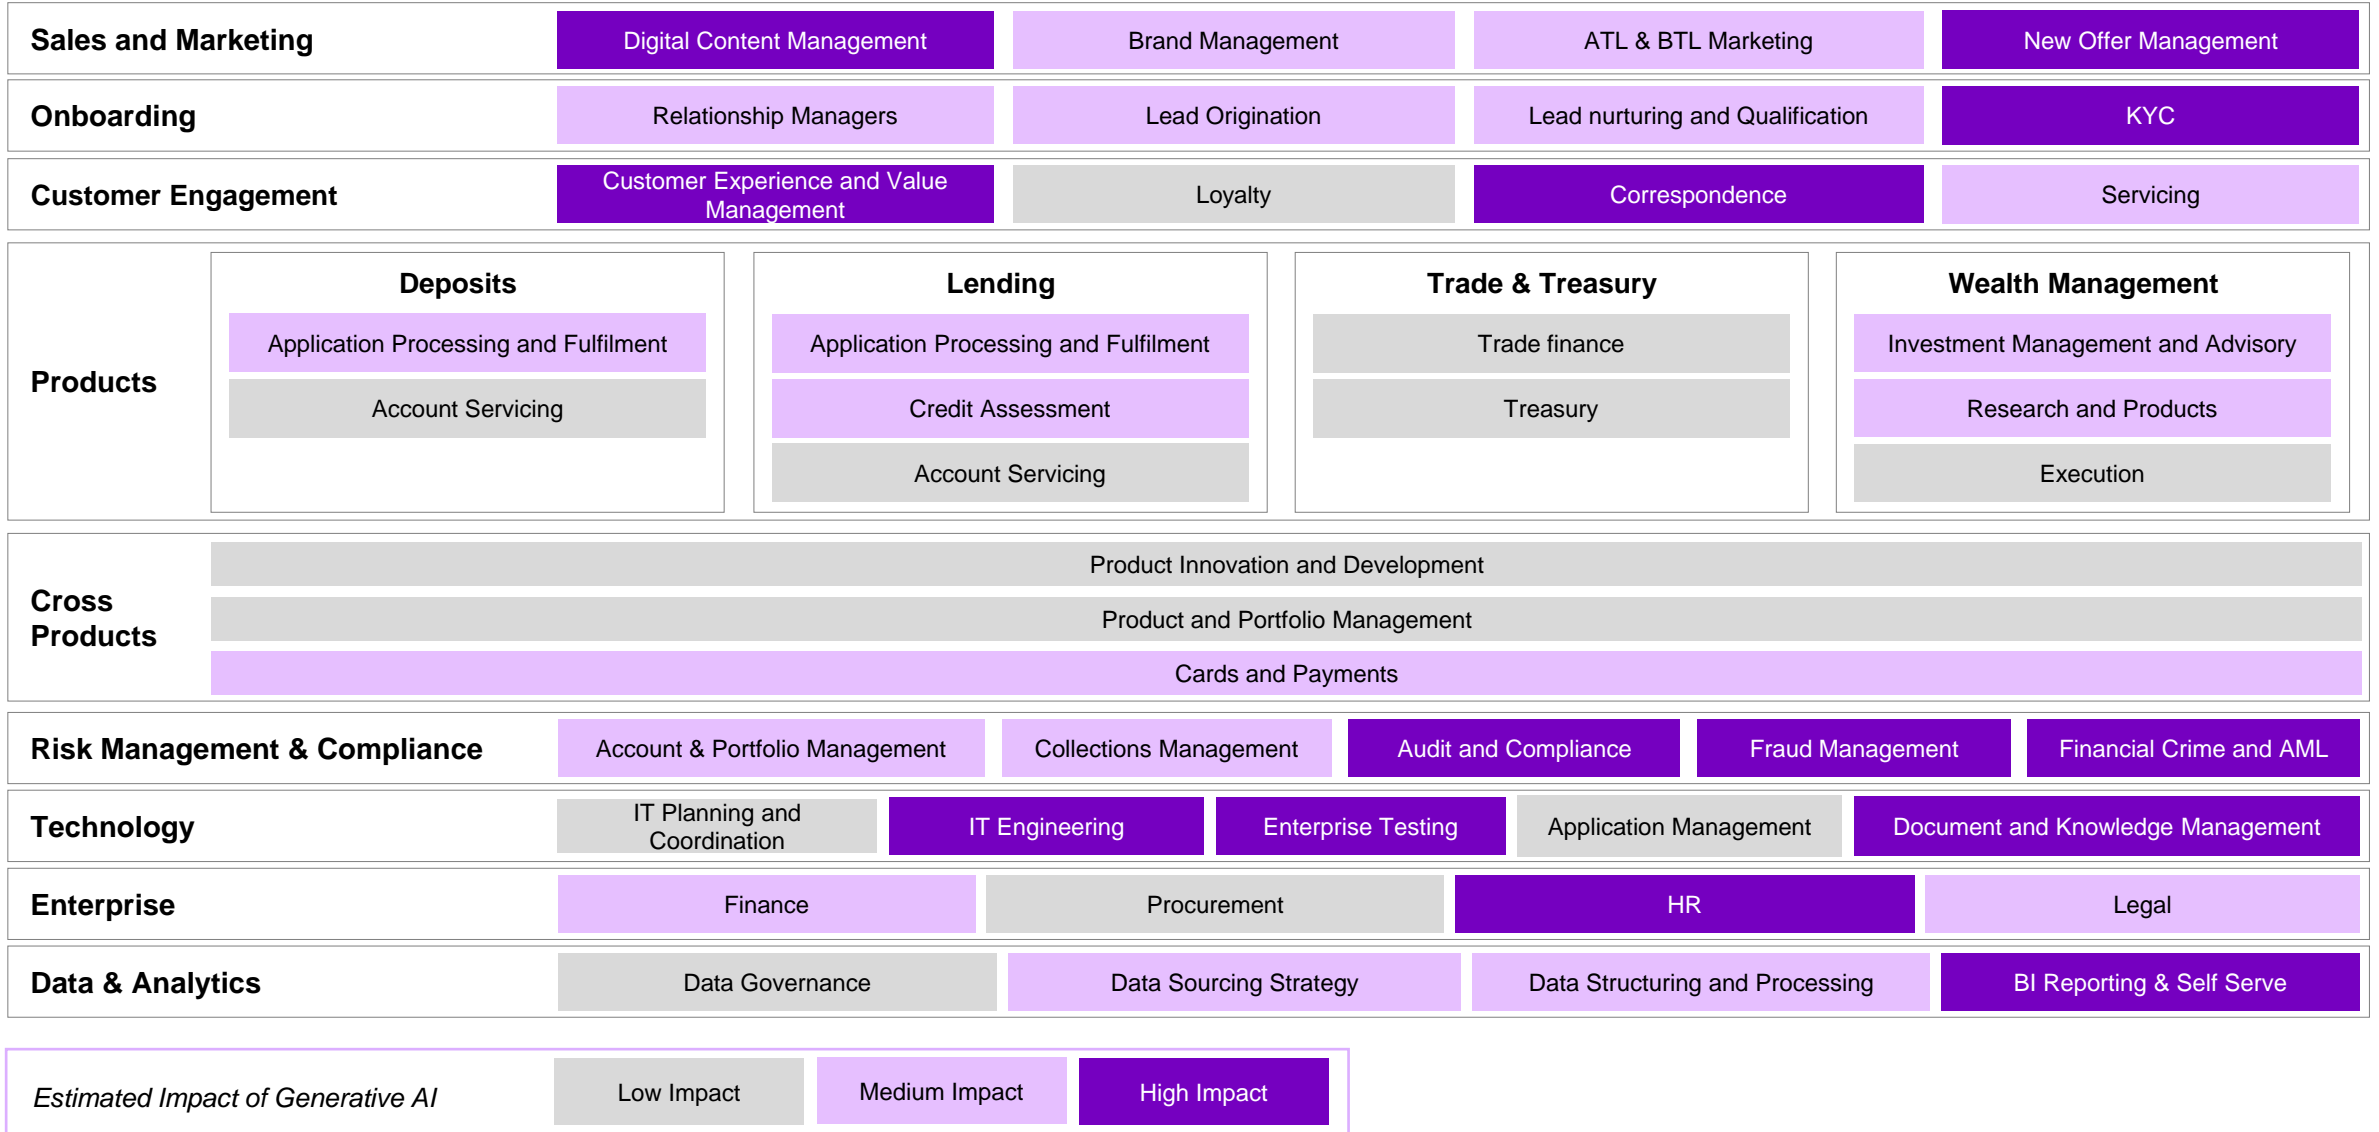 Sales and Marketing
Digital Content Management
Brand Management
ATL & BTL Marketing
New Offer Management
Onboarding
Relationship Managers
Lead Origination
Lead nurturing and Qualification
KYC
Customer Engagement
Customer Experience and Value
Management
Loyalty
Correspondence
Servicing
Products
Deposits
Application Processing and Fulfilment
Account Servicing
Lending
Application Processing and Fulfilment
Credit Assessment
Account Servicing
Trade & Treasury
Trade finance
Treasury
Wealth Management
Investment Management and Advisory
Research and Products
Execution
Cross
Products
Product Innovation and Development
Product and Portfolio Management
Cards and Payments
Risk Management & Compliance
Account & Portfolio Management
Collections Management
Audit and Compliance
Fraud Management
Financial Crime and AML
Technology
IT Planning and
Coordination
IT Engineering
Enterprise Testing
Application Management
Document and Knowledge Management
Enterprise
Finance
Procurement
HR
Legal
Data & Analytics
Data Governance
Data Sourcing Strategy
Data Structuring and Processing
BI Reporting & Self Serve
Estimated Impact of Generative AI
Low Impact
Medium Impact
High Impact